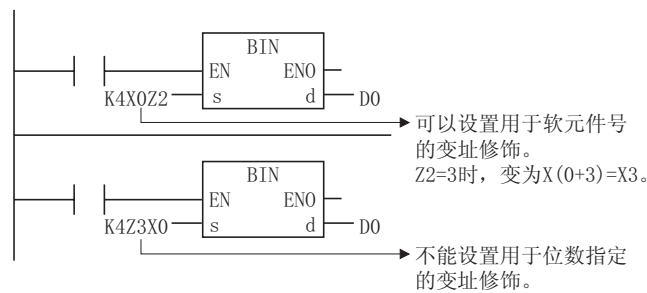 BIN
EN ENO
K4X0Z2 s d D0
可以设置用于软元件号
的变址修饰。
Z2=3时，变为X(0+3)=X3。
BIN
EN ENO
K4Z3X0 s d D0
不能设置用于位数指定
的变址修饰。